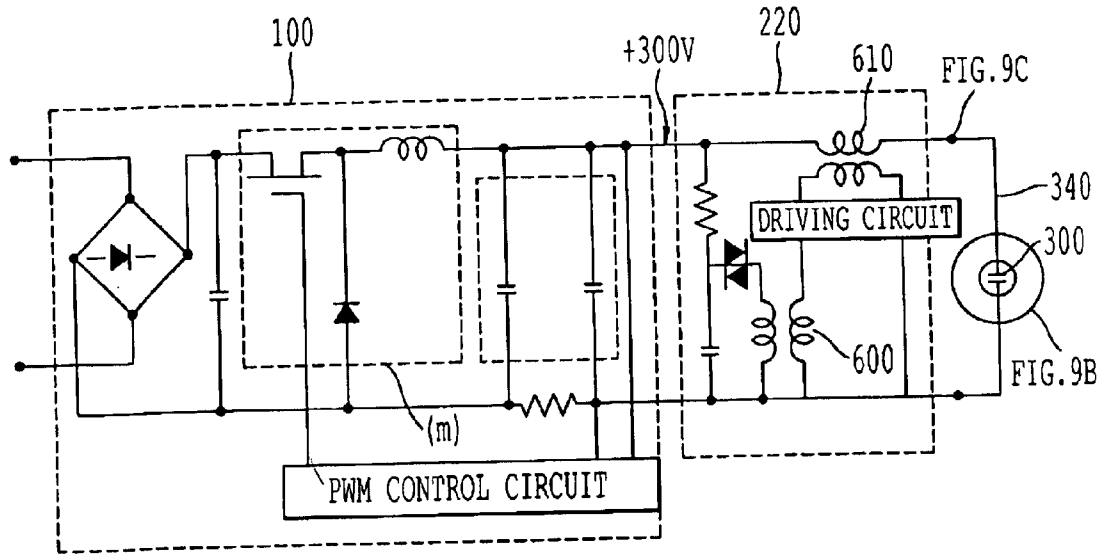 100
220
+300V
610
FIG.9C
340
DRIVING CIRCUIT
300
600
FIG.9B
(m)
PWM CONTROL CIRCUIT